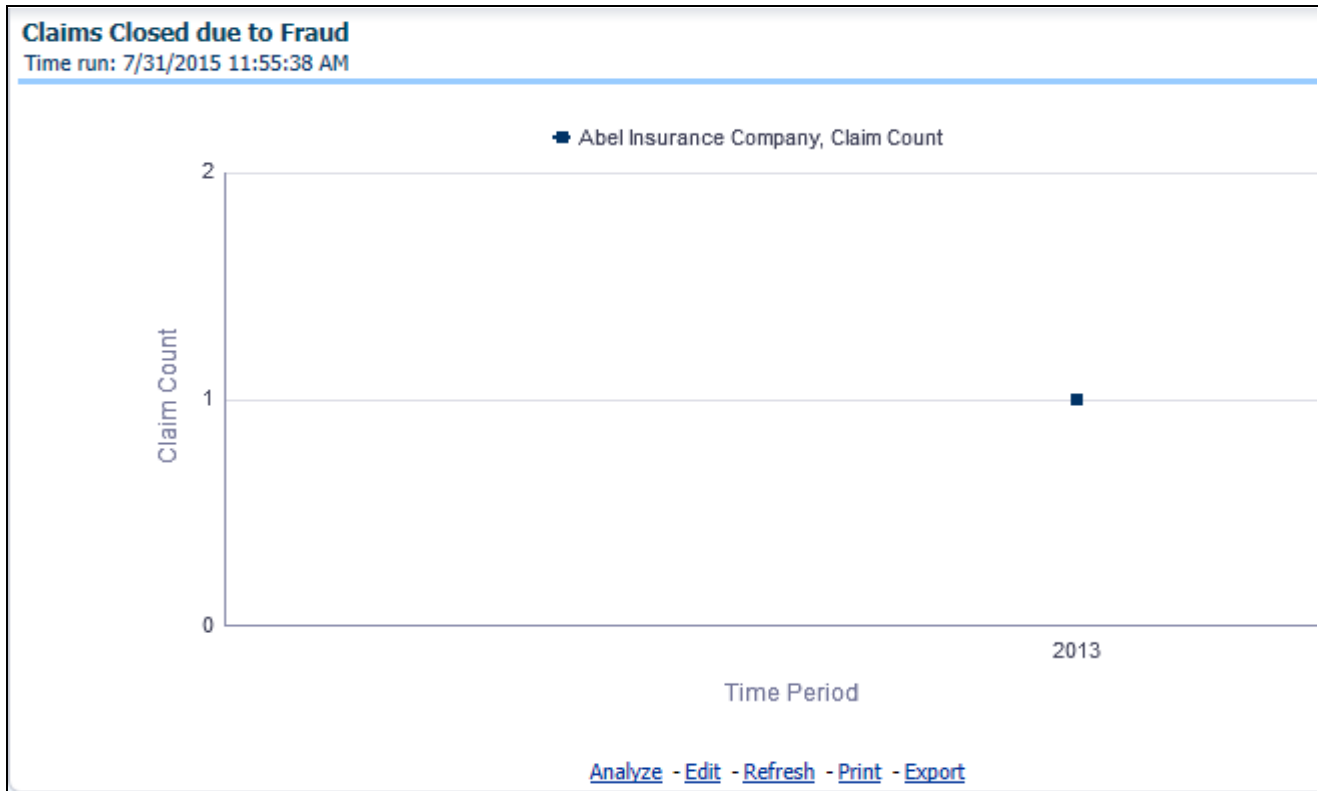 Claims Closed due to Fraud
Time run: 7/31/2015 11:55:38 AM
Abel Insurance Company, Claim Count
2
Claim Count
1
0
2013
Time Period
Analyze - Edit - Refresh - Print - Export